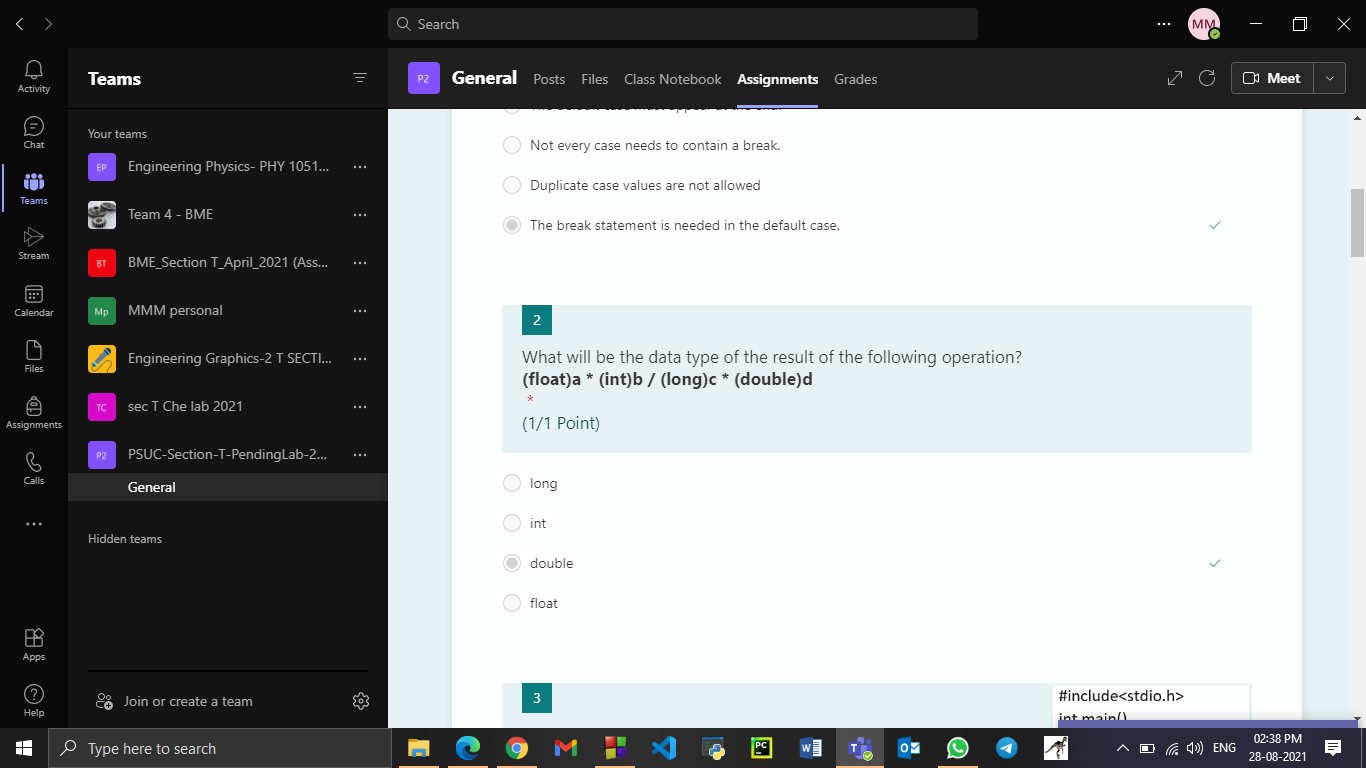 Search
MM
Activity
Chat
Teams
Stream
Calendar
Files
Assignments
Calls
Apps
Help
Teams
Your teams
EP Engineering Physics- PHY 1051...
Team 4 - BME
BT BME_Section T_April_2021 (Ass...
Mp MMM personal
Engineering Graphics-2 T SECTI...
TC sec T Che lab 2021
P2 PSUC-Section-T-PendingLab-2...
General
Hidden teams
Join or create a team
P2 General Posts Files Class Notebook Assignments Grades Meet
Not every case needs to contain a break.
Duplicate case values are not allowed
The break statement is needed in the default case.
2
What will be the data type of the result of the following operation?
(float)a * (int)b / (long)c * (double)d
*
(1/1 Point)
long
int
double
float
3
#include<stdio.h>
int main()
Type here to search
PC
ENG
02:38 PM
28-08-2021